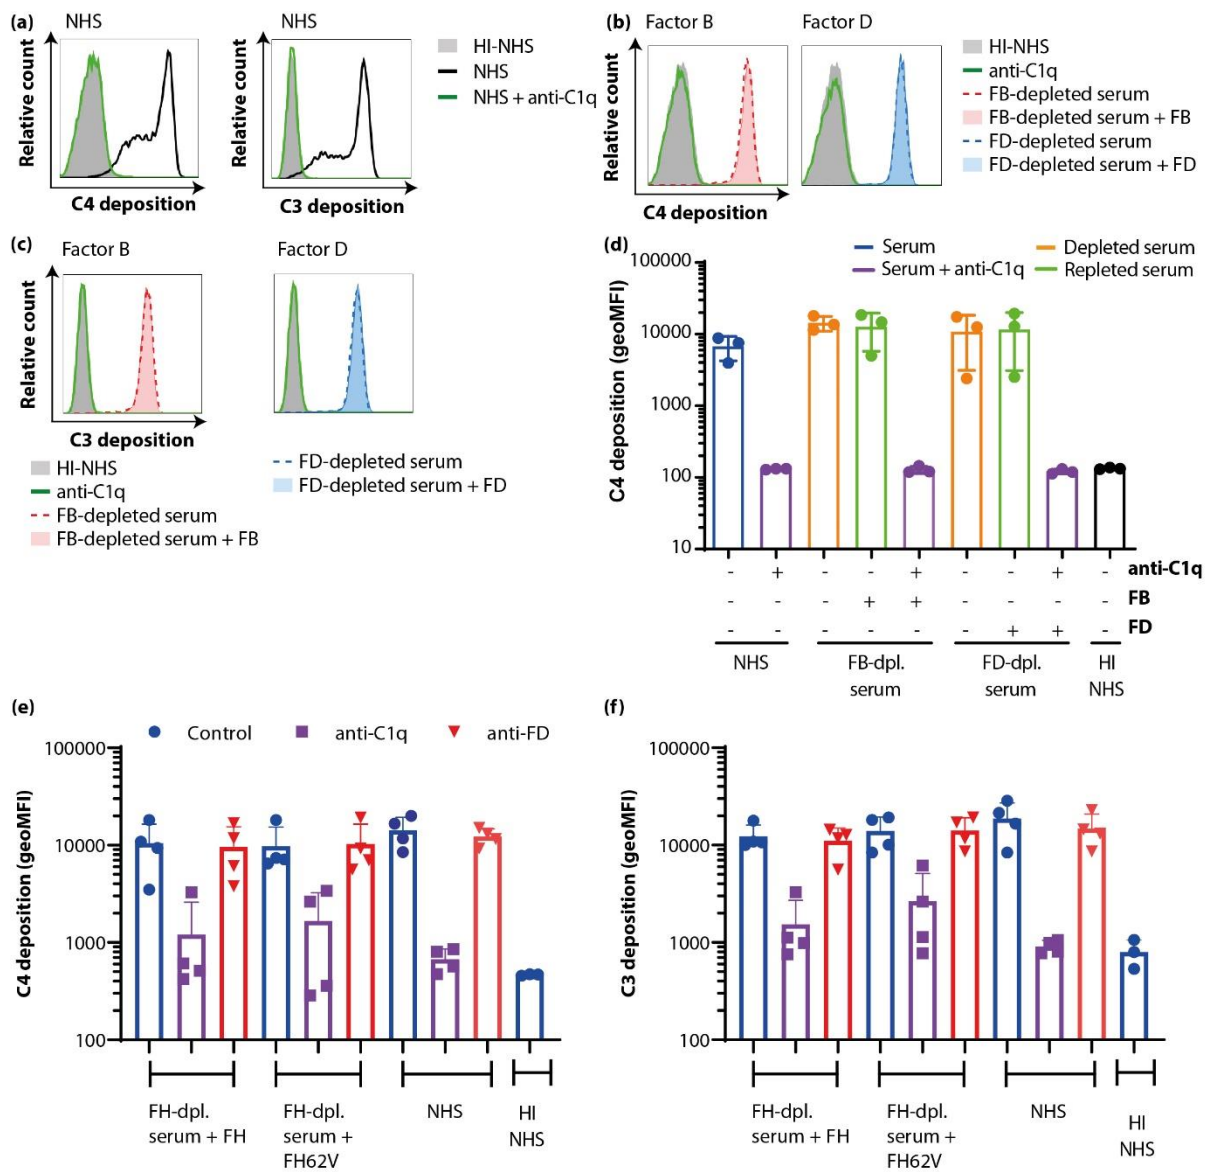 (a) NHS NHS
Relative count
C4 deposition
Relative count
C3 deposition
HI-NHS
NHS
NHS + anti-C1q
(b) Factor B Factor D
Relative count
C4 deposition
HI-NHS
anti-C1q
FB-depleted serum
FB-depleted serum + FB
FD-depleted serum
FD-depleted serum + FD
(c) Factor B Factor D
Relative count
C3 deposition
HI-NHS
anti-C1q
FB-depleted serum
FB-depleted serum + FB
FD-depleted serum
FD-depleted serum + FD
(d)
Serum Depleted serum
Serum + anti-C1q Repleted serum
C4 deposition (geoMFI)
100000
10000
1000
100
10
- + - - + - - + - anti-C1q
- - - + + - - - - FB
- - - - - - + + - FD
NHS FB-dpl. FD-dpl. HI
serum serum NHS
(e)
Control anti-C1q anti-FD
C4 deposition (geoMFI)
100000
10000
1000
100
FH-dpl. FH-dpl. NHS HI
serum + FH serum + NHS
FH62V
(f)
C3 deposition (geoMFI)
100000
10000
1000
100
FH-dpl. FH-dpl. NHS HI
serum + FH serum + NHS
FH62V